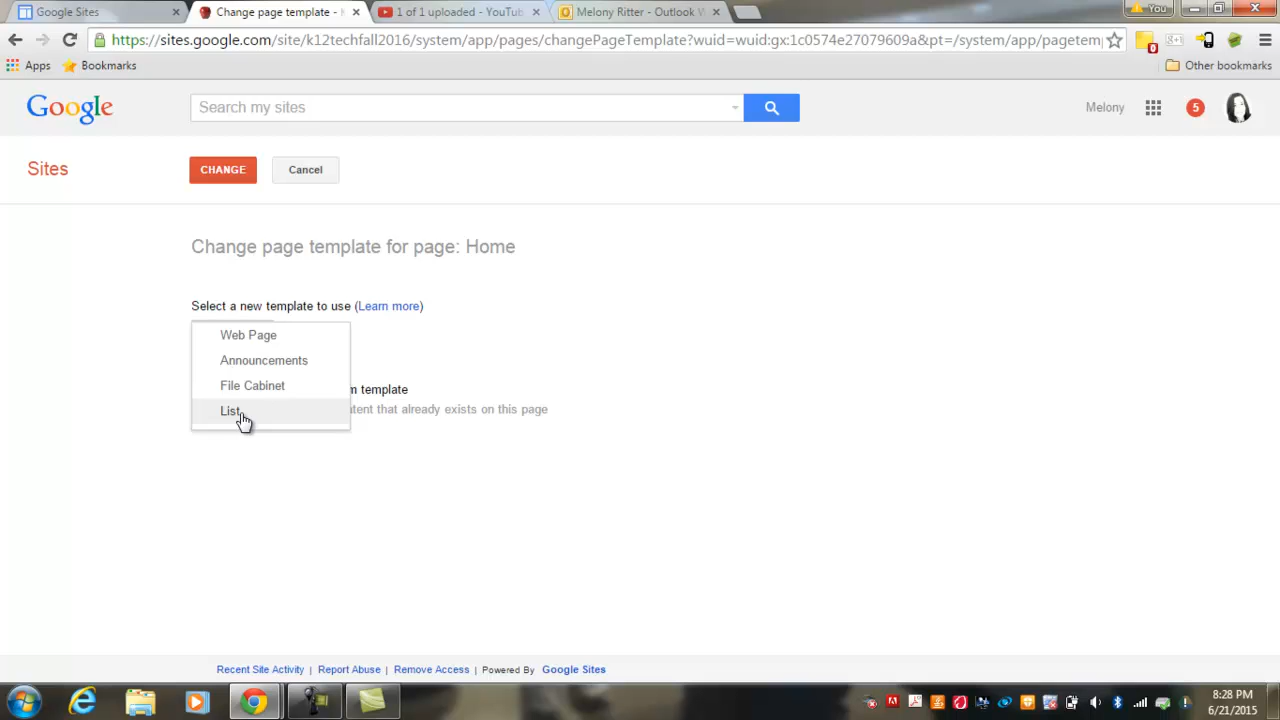 Google Sites
Change page template -
1 of 1 uploaded - YouTub
Melony Ritter - Outlook W
You
https://sites.google.com/site/k12techfall2016/system/app/pages/changePageTemplate?wuid=wuid:gx:1c0574e27079609a&pt=/system/app/pagetem
0
g+1
Apps
Bookmarks
Other bookmarks
Google
Search my sites
Melony
5
Sites
CHANGE
Cancel
Change page template for page: Home
Select a new template to use (Learn more)
Web Page
Announcements
File Cabinet
m template
List
tent that already exists on this page
Recent Site Activity | Report Abuse | Remove Access | Powered By Google Sites
8:28 PM
6/21/2015